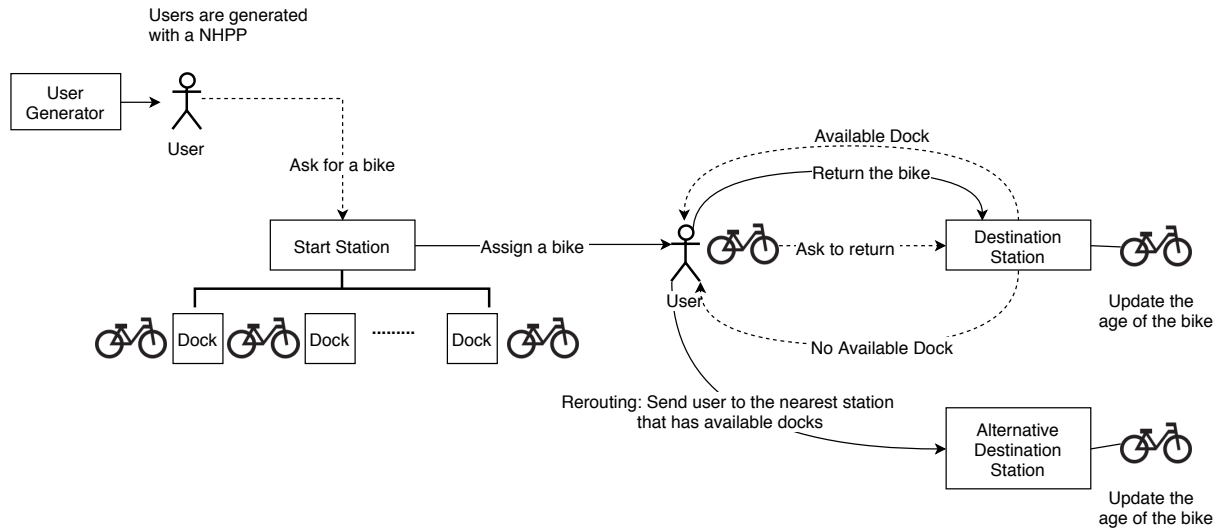 Users are generated
with a NHPP
User
Generator
User
Ask for a bike
Start Station
Dock
Dock
.........
Dock
Assign a bike
User
Available Dock
Return the bike
Ask to return
Destination
Station
Update the
age of the bike
No Available Dock
Rerouting: Send user to the nearest station
that has available docks
Alternative
Destination
Station
Update the
age of the bike